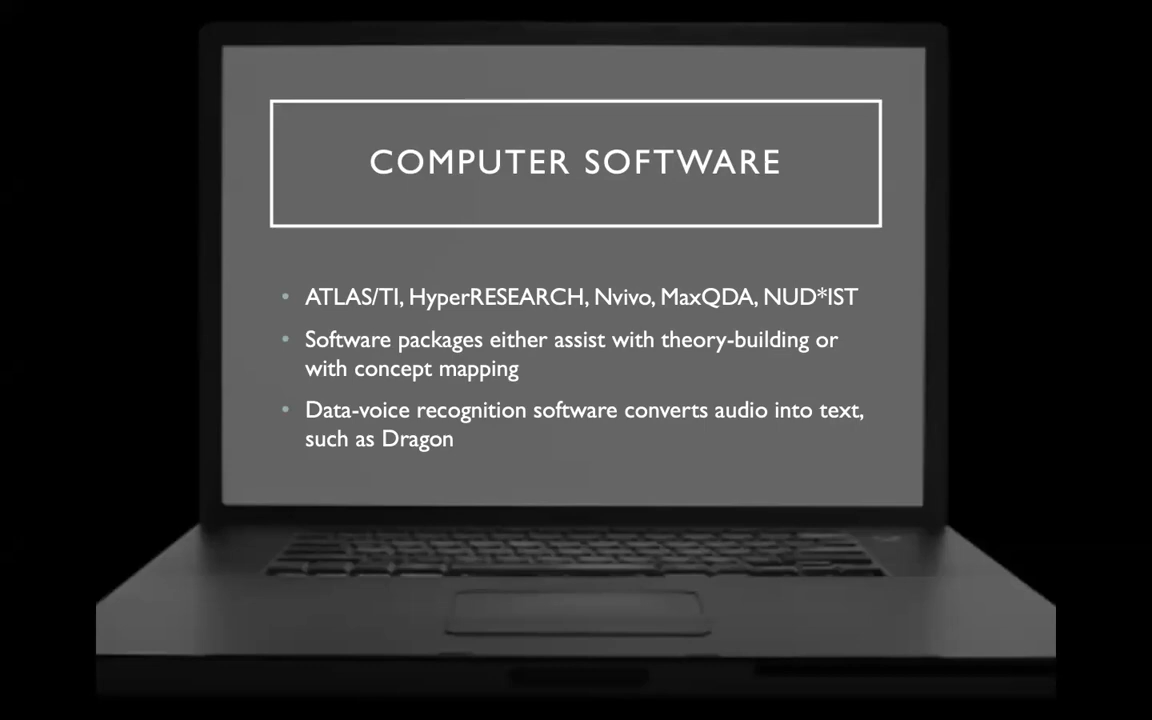 COMPUTER SOFTWARE
• ATLAS/TI, HyperRESEARCH, Nvivo, MaxQDA, NUD*IST
• Software packages either assist with theory-building or
with concept mapping
• Data-voice recognition software converts audio into text,
such as Dragon